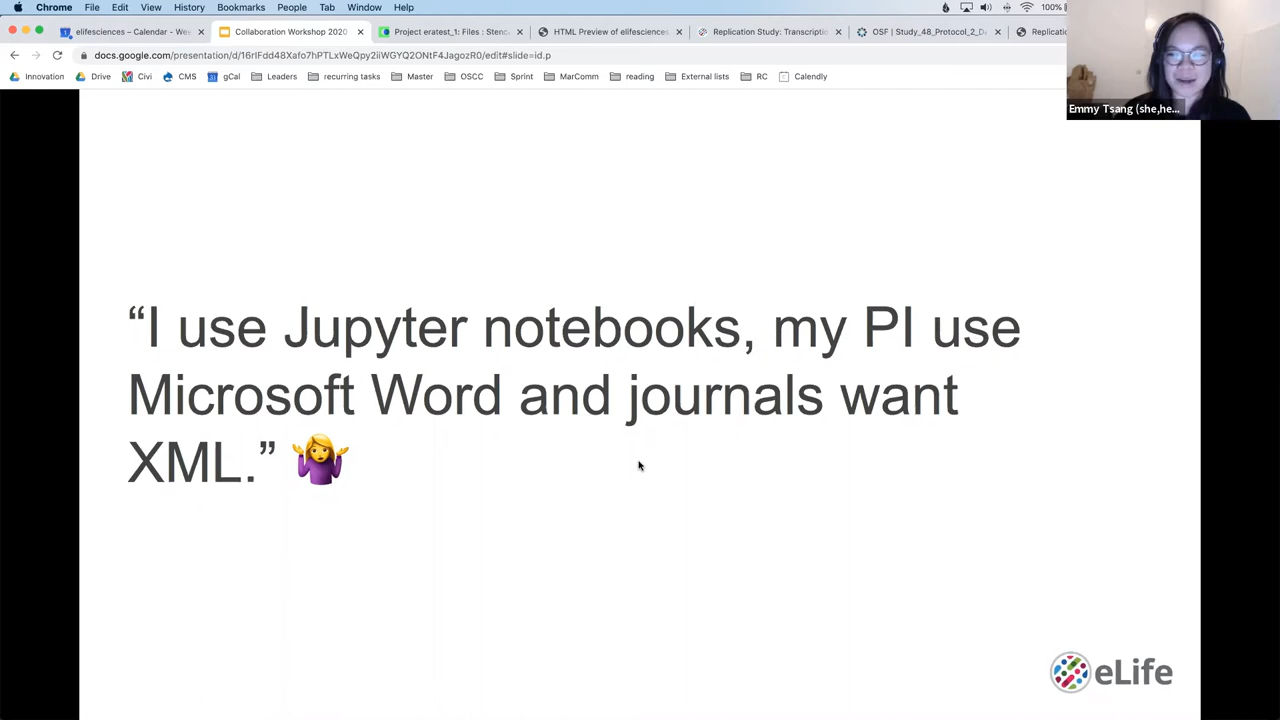 Chrome File Edit View History Bookmarks People Tab Window Help 100%
elifesciences – Calendar - We Collaboration Workshop 2020 Project eratest_1: Files : Stenc HTML Preview of elifesciences Replication Study: Transcriptio OSF | Study_48_Protocol_2_D Replicatio
docs.google.com/presentation/d/16rIFdd48Xafo7hPTLxWeQpy2iiWGYQ2ONtF4JagozR0/edit#slide=id.p
Innovation Drive Civi CMS gCal Leaders recurring tasks Master OSCC Sprint MarComm reading External lists RC Calendly
Emmy Tsang (she,he...
“I use Jupyter notebooks, my PI use
Microsoft Word and journals want
XML.”
eLife